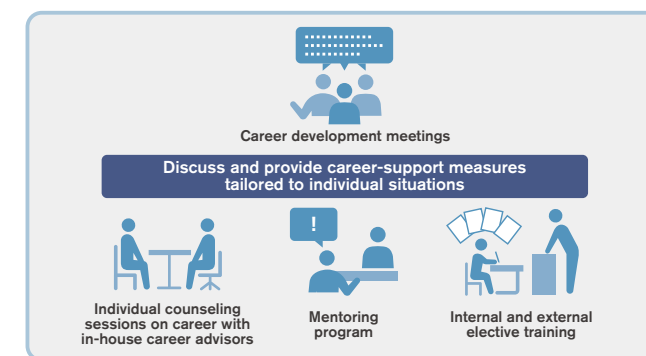 Career development meetings
Discuss and provide career-support measures
tailored to individual situations
!
Individual counseling
sessions on career with
in-house career advisors
Mentoring
program
Internal and external
elective training